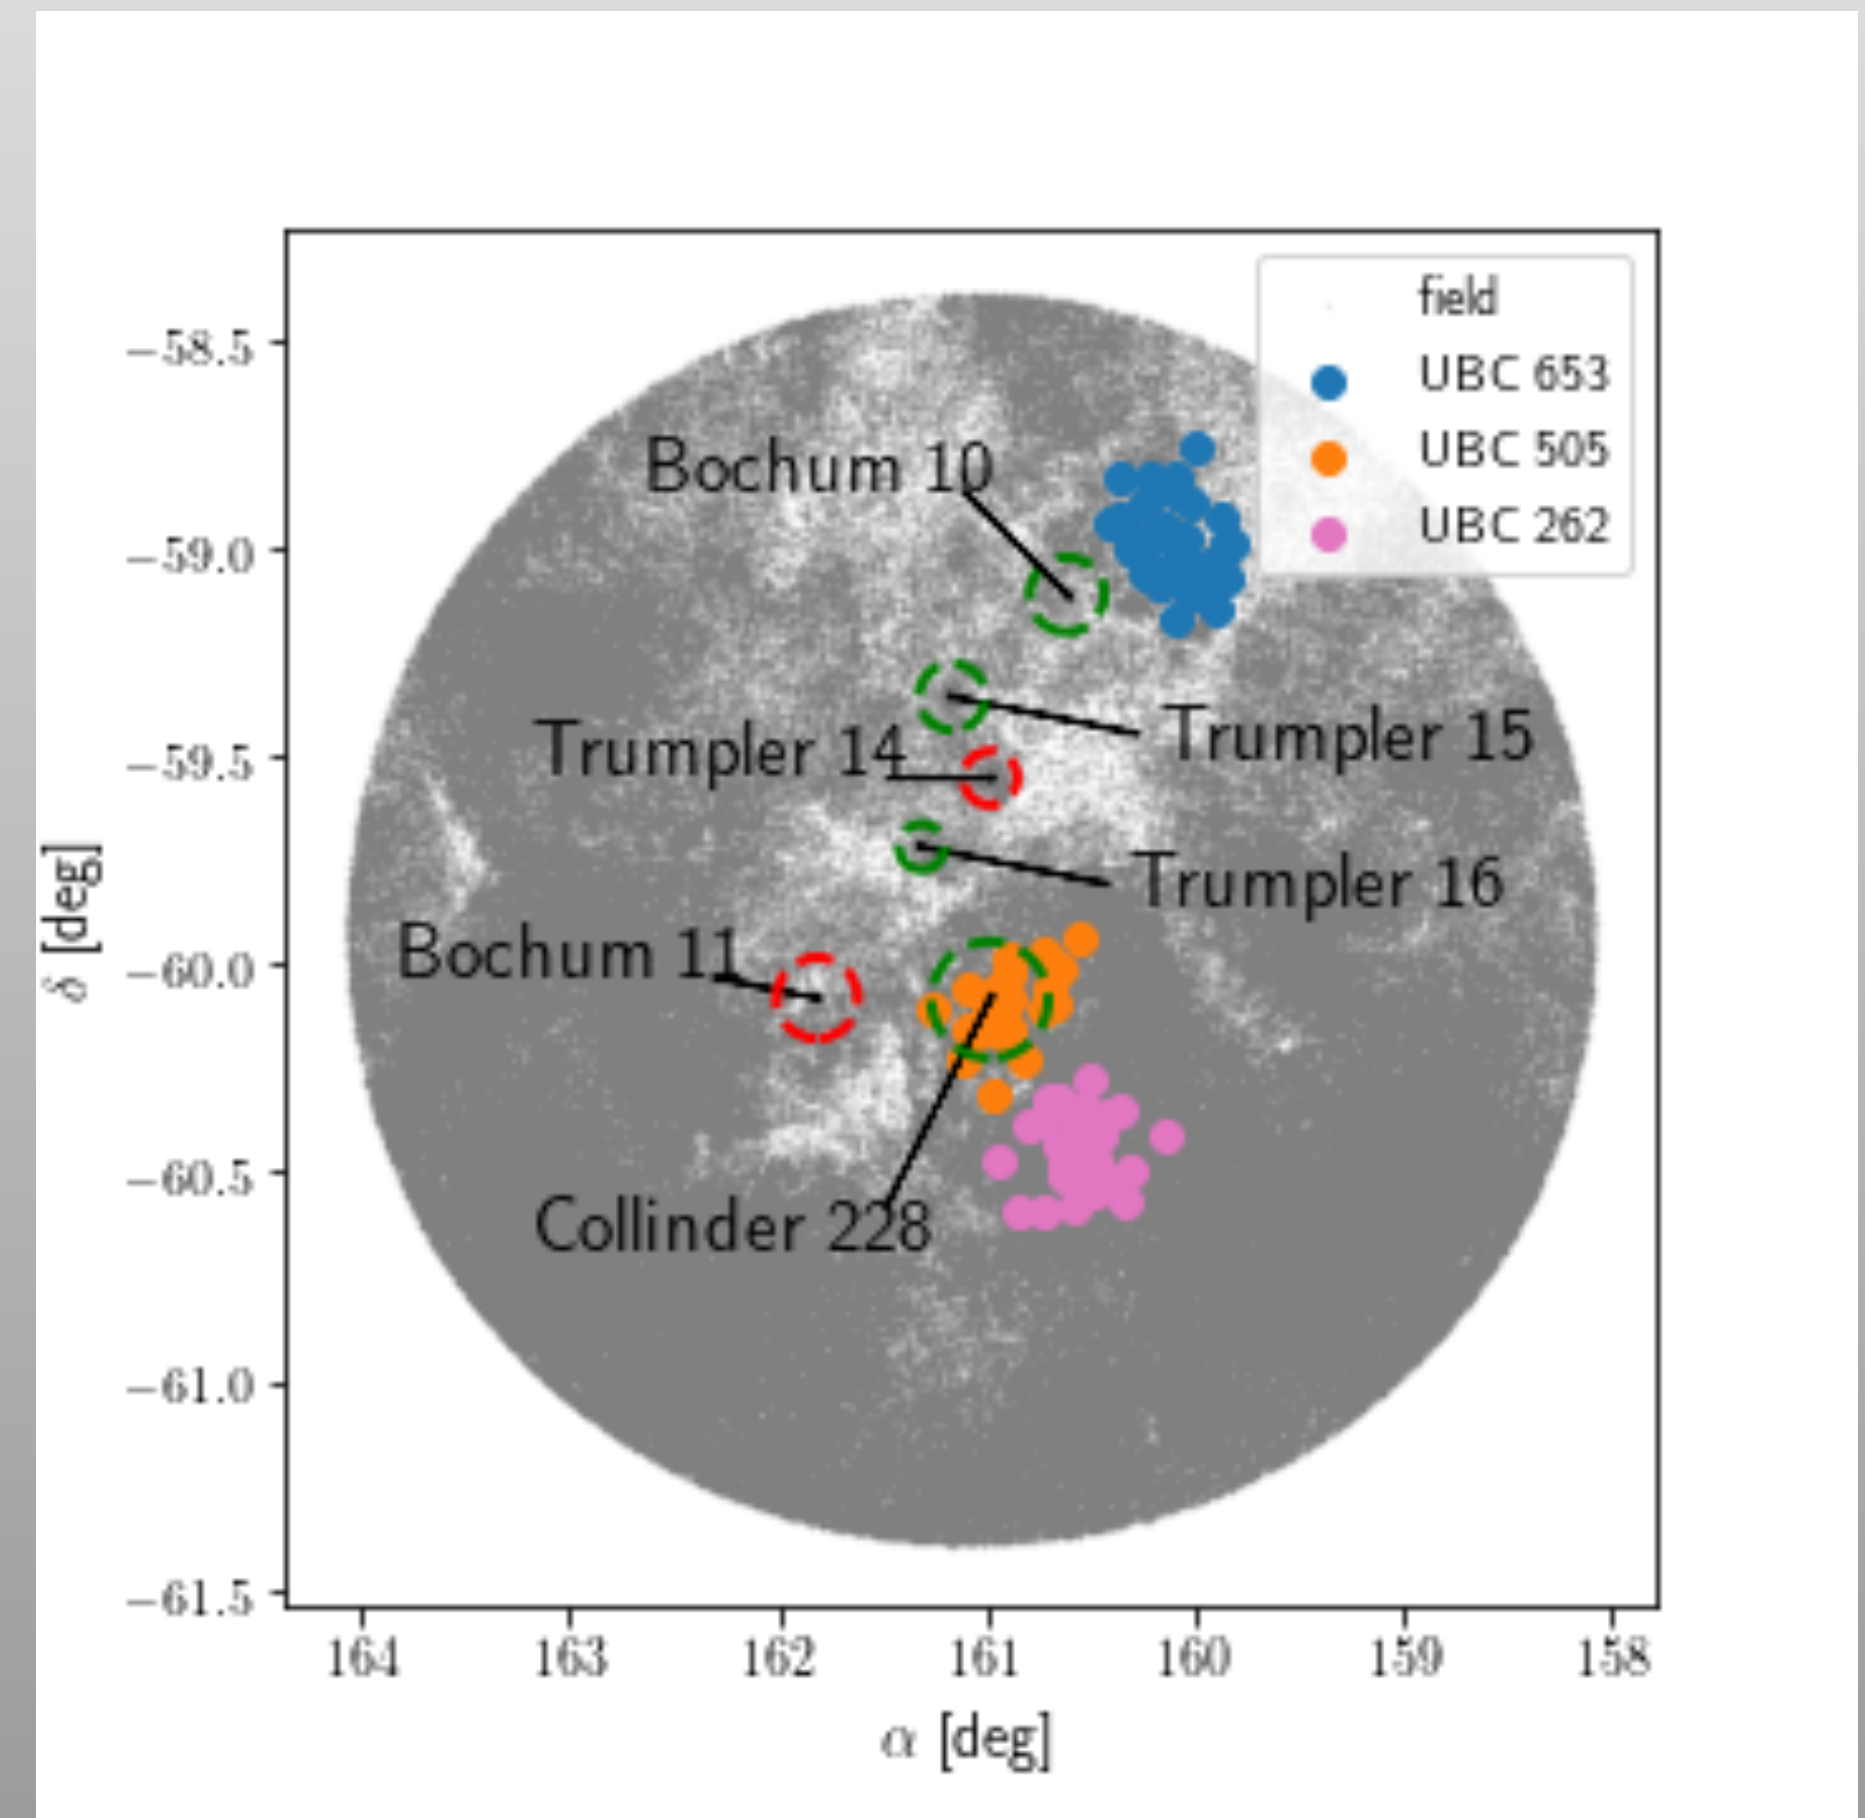 field
UBC 653
UBC 505
UBC 262
Bochum 10
Trumpler 15
Trumpler 14
Trumpler 16
Bochum 11
Collinder 228
−58.5
−59.0
−59.5
−60.0
−60.5
−61.0
−61.5
δ [deg]
164 163 162 161 160 159 158
α [deg]